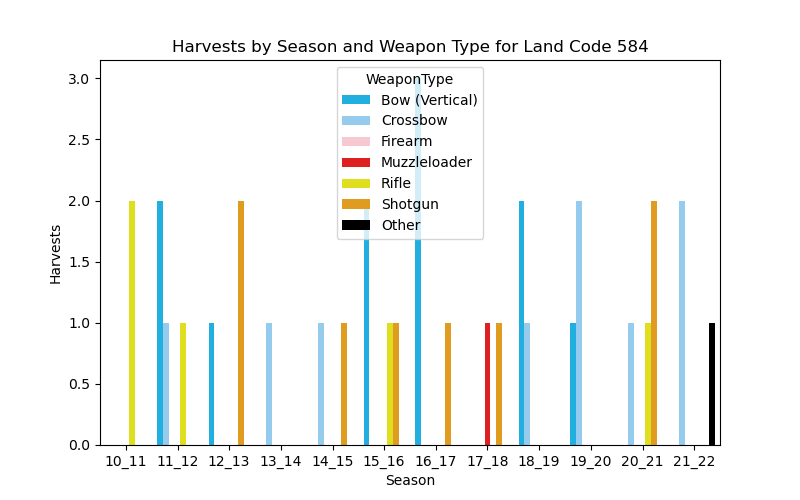 Harvests by Season and Weapon Type for Land Code 584
3.0
2.5
2.0
1.5
1.0
0.5
0.0
Harvests
WeaponType
Bow (Vertical)
Crossbow
Firearm
Muzzleloader
Rifle
Shotgun
Other
10_11 11_12 12_13 13_14 14_15 15_16 16_17 17_18 18_19 19_20 20_21 21_22
Season